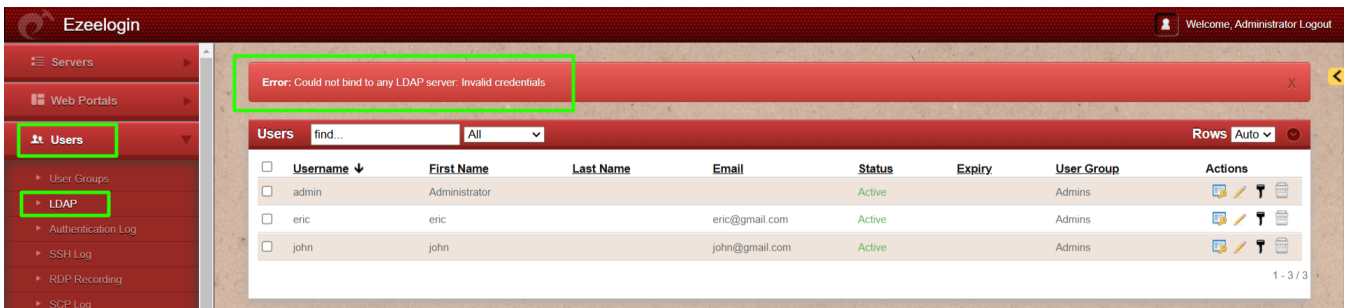 Ezeelogin
Welcome, Administrator Logout
Servers
Web Portals
Users
User Groups
LDAP
Authentication Log
SSH Log
RDP Recording
SCP Log
Error: Could not bind to any LDAP server: Invalid credentials
X
Users find... All Rows Auto
Username First Name Last Name Email Status Expiry User Group Actions
admin Administrator Active Admins
eric eric eric@gmail.com Active Admins
john john john@gmail.com Active Admins
1 - 3 / 3